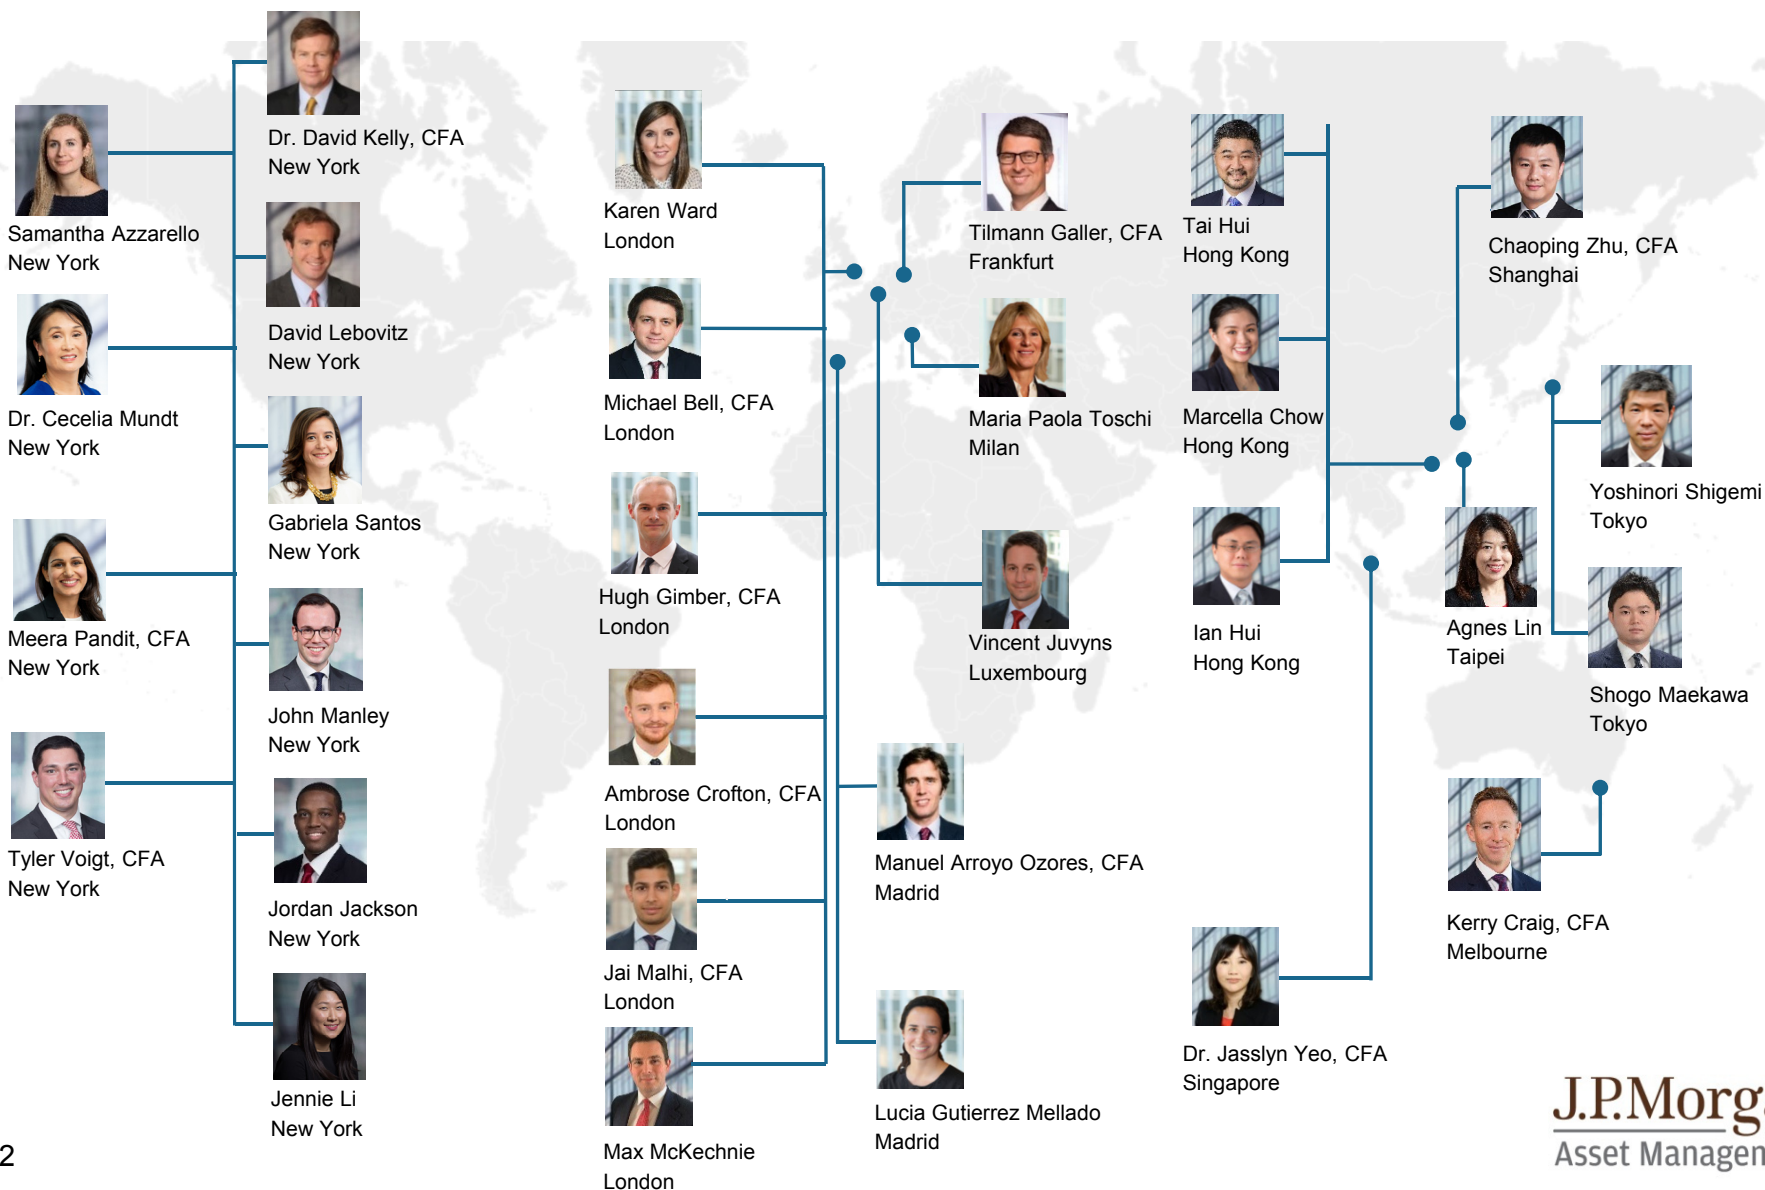 Dr. David Kelly, CFA
New York
Samantha Azzarello
New York
David Lebovitz
New York
Dr. Cecelia Mundt
New York
Gabriela Santos
New York
Meera Pandit, CFA
New York
John Manley
New York
Tyler Voigt, CFA
New York
Jordan Jackson
New York
Jennie Li
New York
Karen Ward
London
Michael Bell, CFA
London
Hugh Gimber, CFA
London
Ambrose Crofton, CFA
London
Jai Malhi, CFA
London
Max McKechnie
London
Tilmann Galler, CFA
Frankfurt
Maria Paola Toschi
Milan
Vincent Juvyns
Luxembourg
Manuel Arroyo Ozores, CFA
Madrid
Lucia Gutierrez Mellado
Madrid
Tai Hui
Hong Kong
Marcella Chow
Hong Kong
Ian Hui
Hong Kong
Dr. Jasslyn Yeo, CFA
Singapore
Chaoping Zhu, CFA
Shanghai
Yoshinori Shigemi
Tokyo
Agnes Lin
Taipei
Shogo Maekawa
Tokyo
Kerry Craig, CFA
Melbourne
2
J.P.Morg
Asset Managem